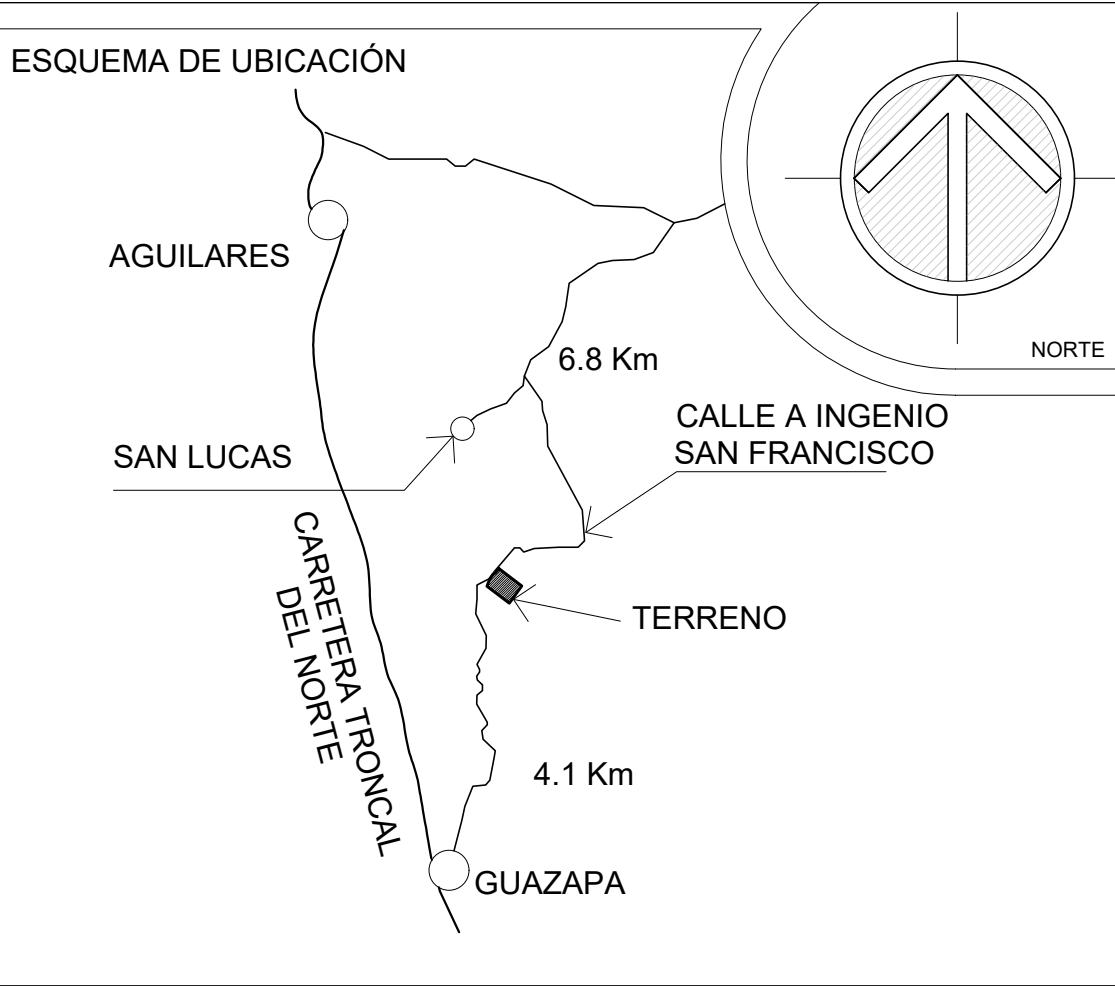 ESQUEMA DE UBICACIÓN
AGUILARES
NORTE
6.8 Km
CALLE A INGENIO
SAN FRANCISCO
SAN LUCAS
CARRETERA TRONCAL
DEL NORTE
TERRENO
4.1 Km
GUAZAPA